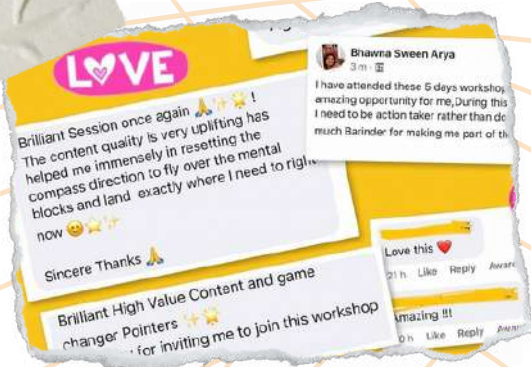 LOVE
Brilliant Session once again 🙏✨🌟!
The content quality is very uplifting has
helped me immensely in resetting the
compass direction to fly over the mental
blocks and land exactly where I need to right
now 😊🌟✨
Sincere Thanks 🙏
Bhawna Sween Arya
3m
I have attended these 5 days workshop
amazing opportunity for me,During this
I need to be action taker rather than do
much Barinder for making me part of th
Love this ❤️
21 h Like Reply
Amazing !!!
h Like Reply
Brilliant High Value Content and game
changer Pointers ✨🌟
for inviting me to join this workshop